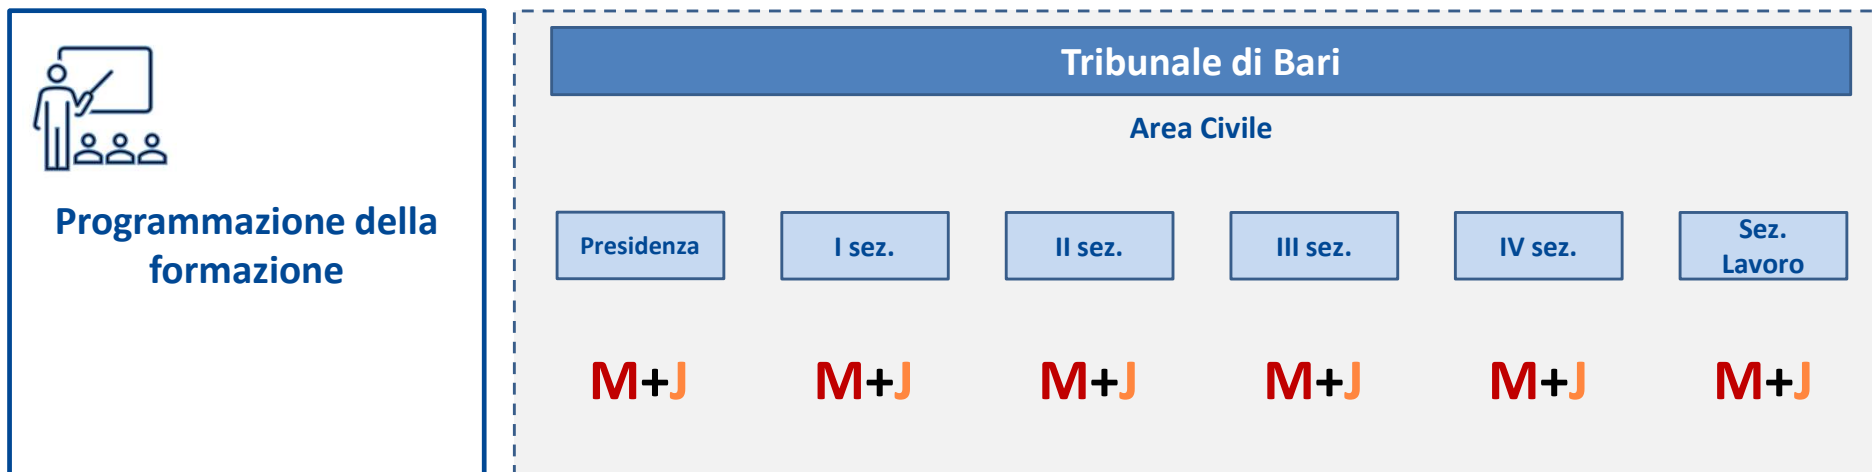 Programmazione della
formazione
Tribunale di Bari
Area Civile
Presidenza
I sez.
II sez.
III sez.
IV sez.
Sez.
Lavoro
M+J
M+J
M+J
M+J
M+J
M+J